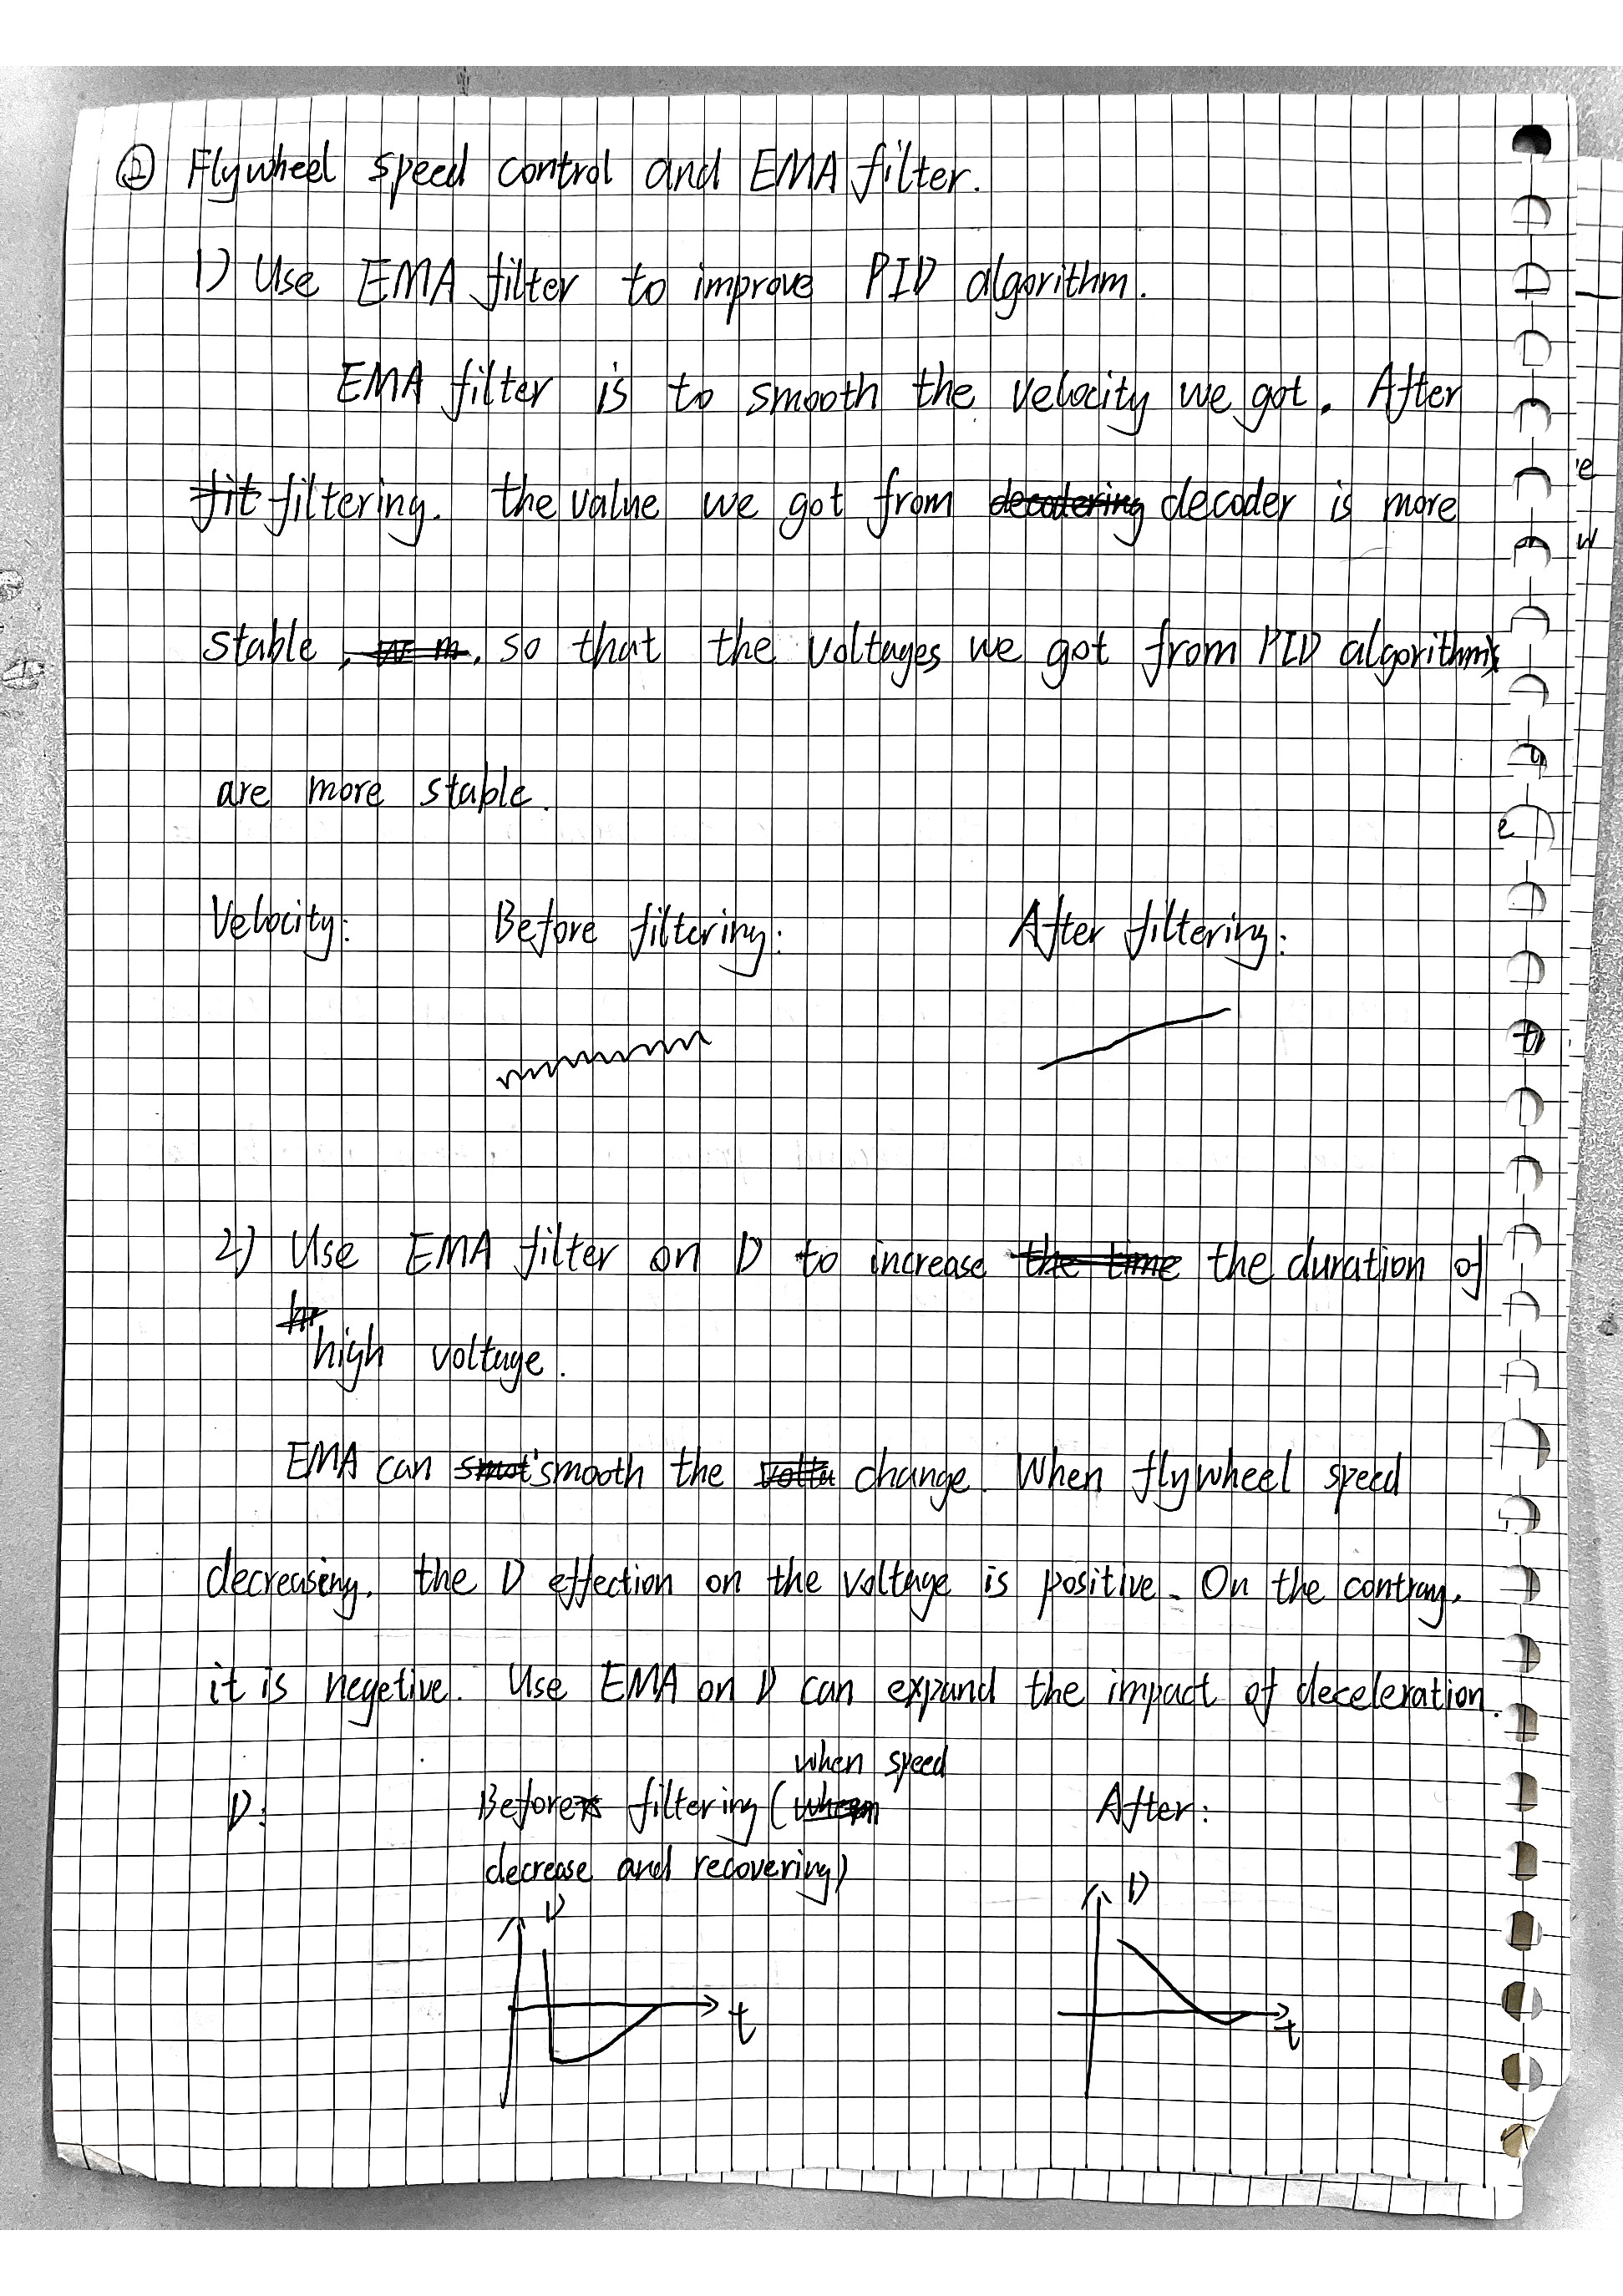 ② Flywheel speed control and EMA filter.
1) Use EMA filter to improve PID algorithm.
EMA filter is to smooth the velocity we got. After
filtering. the value we got from decoder is more
stable, so that the voltages we got from PID algorithm
are more stable.
Velocity: Before filtering: After filtering:
2) Use EMA filter on D to increase the time the duration of
high voltage.
EMA can smooth the change. When flywheel speed
decreaseing. the D effection on the voltage is positive. On the contrary,
it is negetive. Use EMA on D can expand the impact of deceleration.
when speed
D: Before filtering ( After:
decrease and recovering)
D D
t t